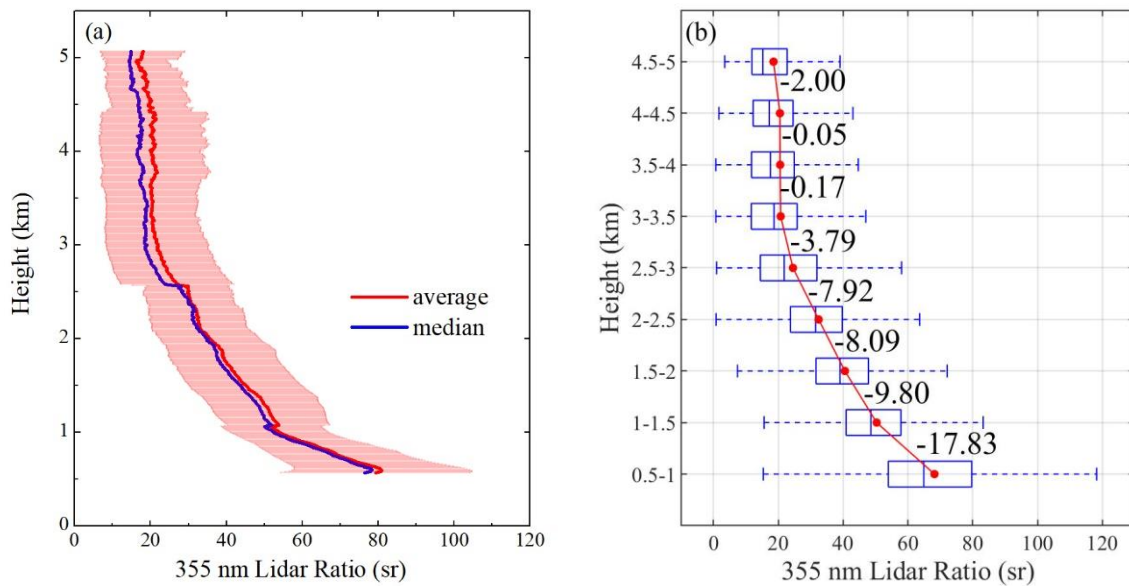 (a)
5
4
3
2
1
0
Height (km)
average
median
0 20 40 60 80 100 120
355 nm Lidar Ratio (sr)
(b)
4.5-5
4-4.5
3.5-4
3-3.5
2.5-3
2-2.5
1.5-2
1-1.5
0.5-1
Height (km)
-2.00
-0.05
-0.17
-3.79
-7.92
-8.09
-9.80
-17.83
0 20 40 60 80 100 120
355 nm Lidar Ratio (sr)